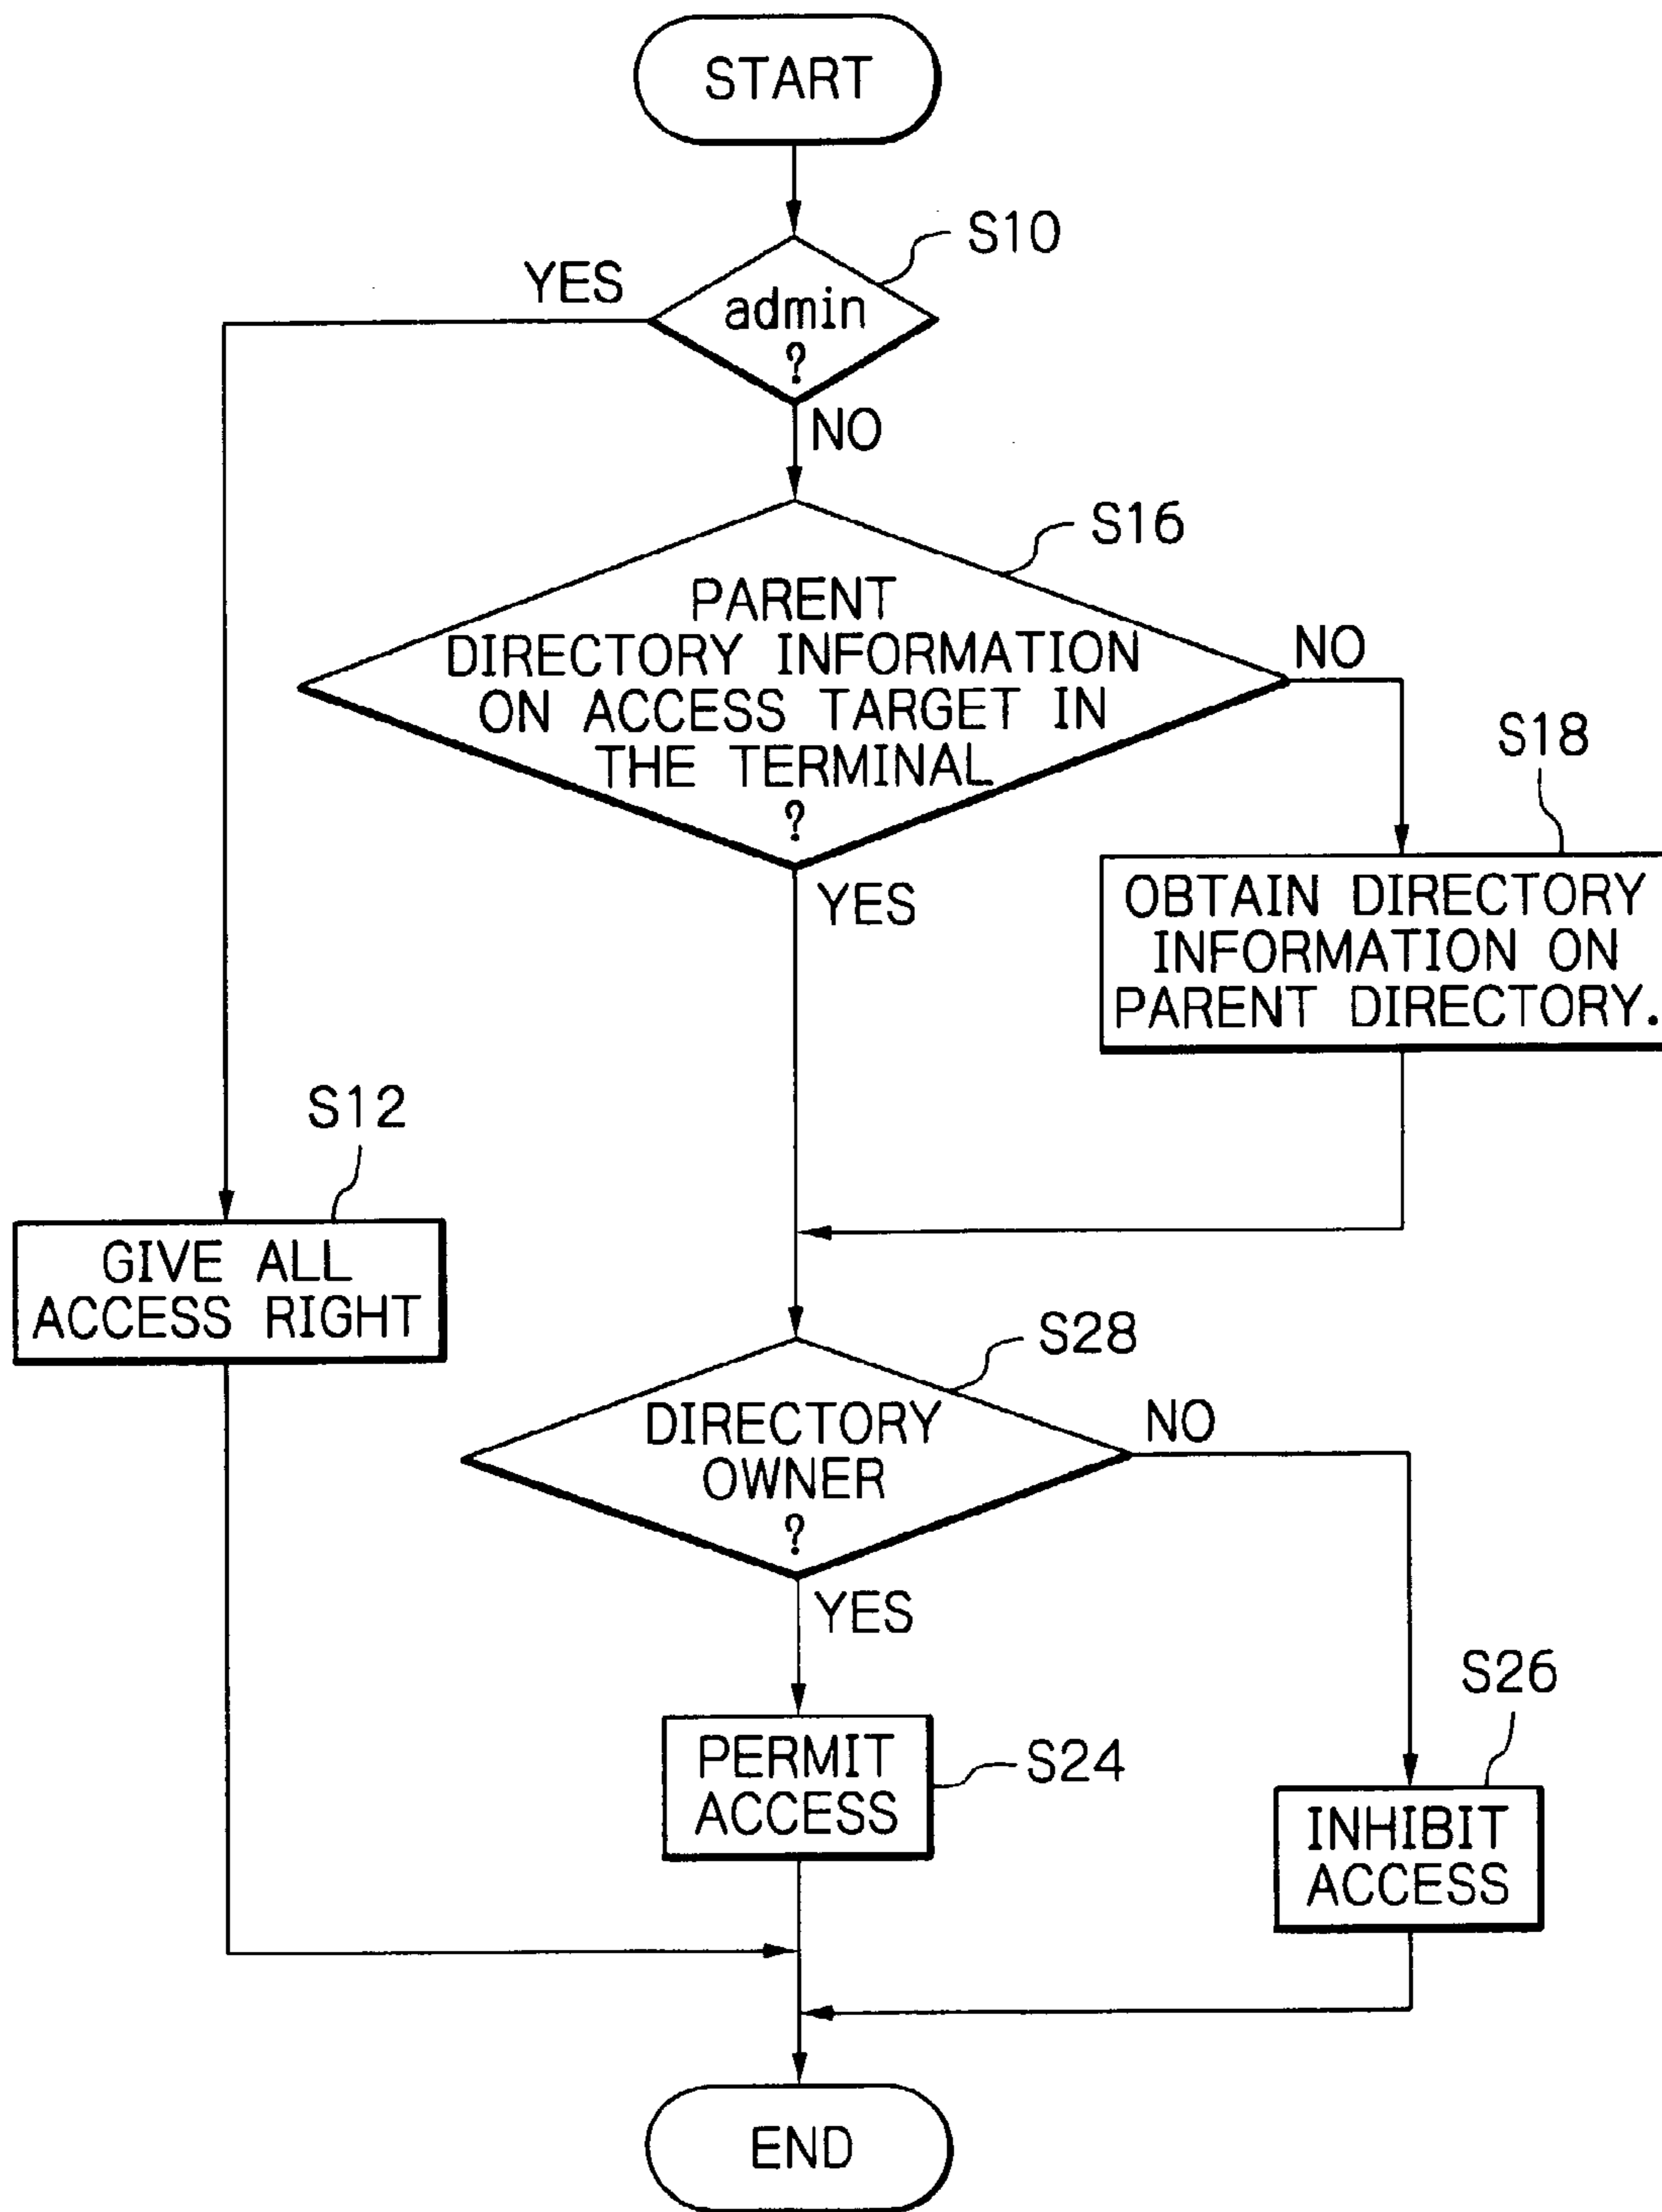 START
S10
YES
admin
?
NO
S16
PARENT
DIRECTORY INFORMATION
ON ACCESS TARGET IN
THE TERMINAL
?
NO
YES
S18
OBTAIN DIRECTORY
INFORMATION ON
PARENT DIRECTORY.
S12
GIVE ALL
ACCESS RIGHT
S28
DIRECTORY
OWNER
?
NO
YES
S24
PERMIT
ACCESS
S26
INHIBIT
ACCESS
END